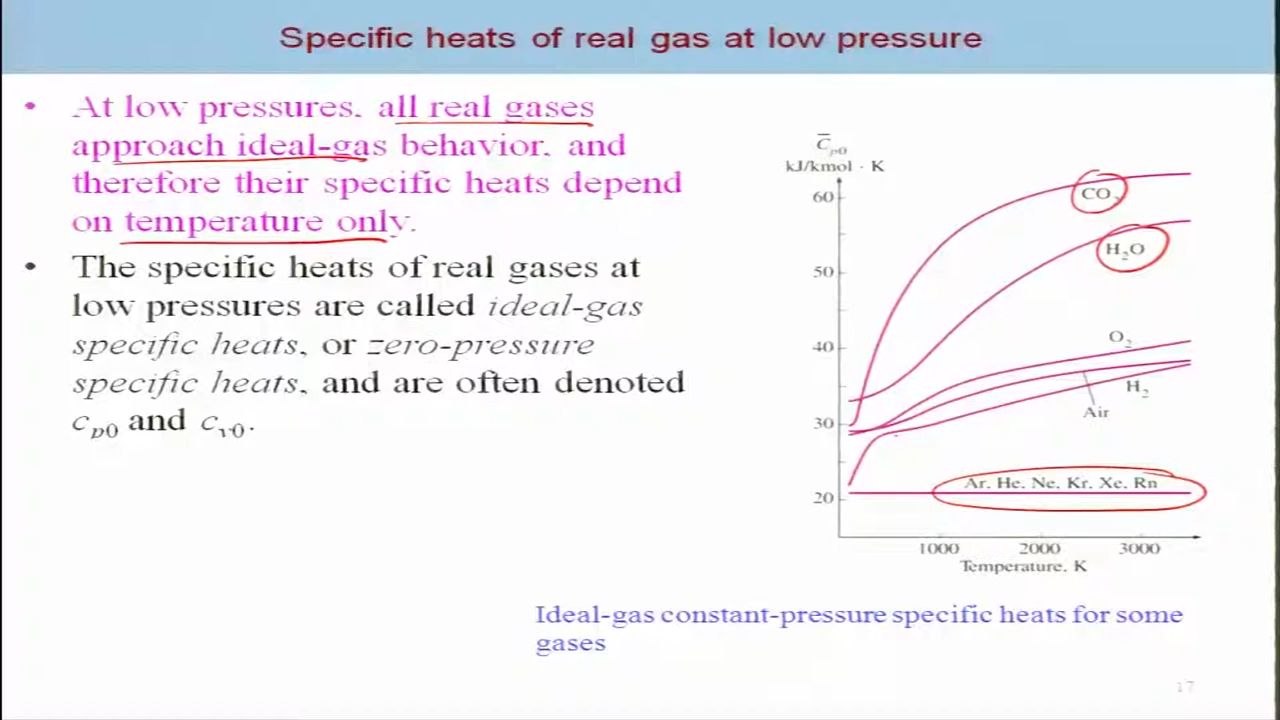 Specific heats of real gas at low pressure
• At low pressures, all real gases
approach ideal-gas behavior, and
therefore their specific heats depend
on temperature only.
• The specific heats of real gases at
low pressures are called ideal-gas
specific heats, or zero-pressure
specific heats, and are often denoted
cp0 and cv0.
C̅p0
kJ/kmol · K
60
CO2
H2O
50
O2
40
H2
Air
30
Ar, He, Ne, Kr, Xe, Rn
20
1000 2000 3000
Temperature, K
Ideal-gas constant-pressure specific heats for some
gases
17